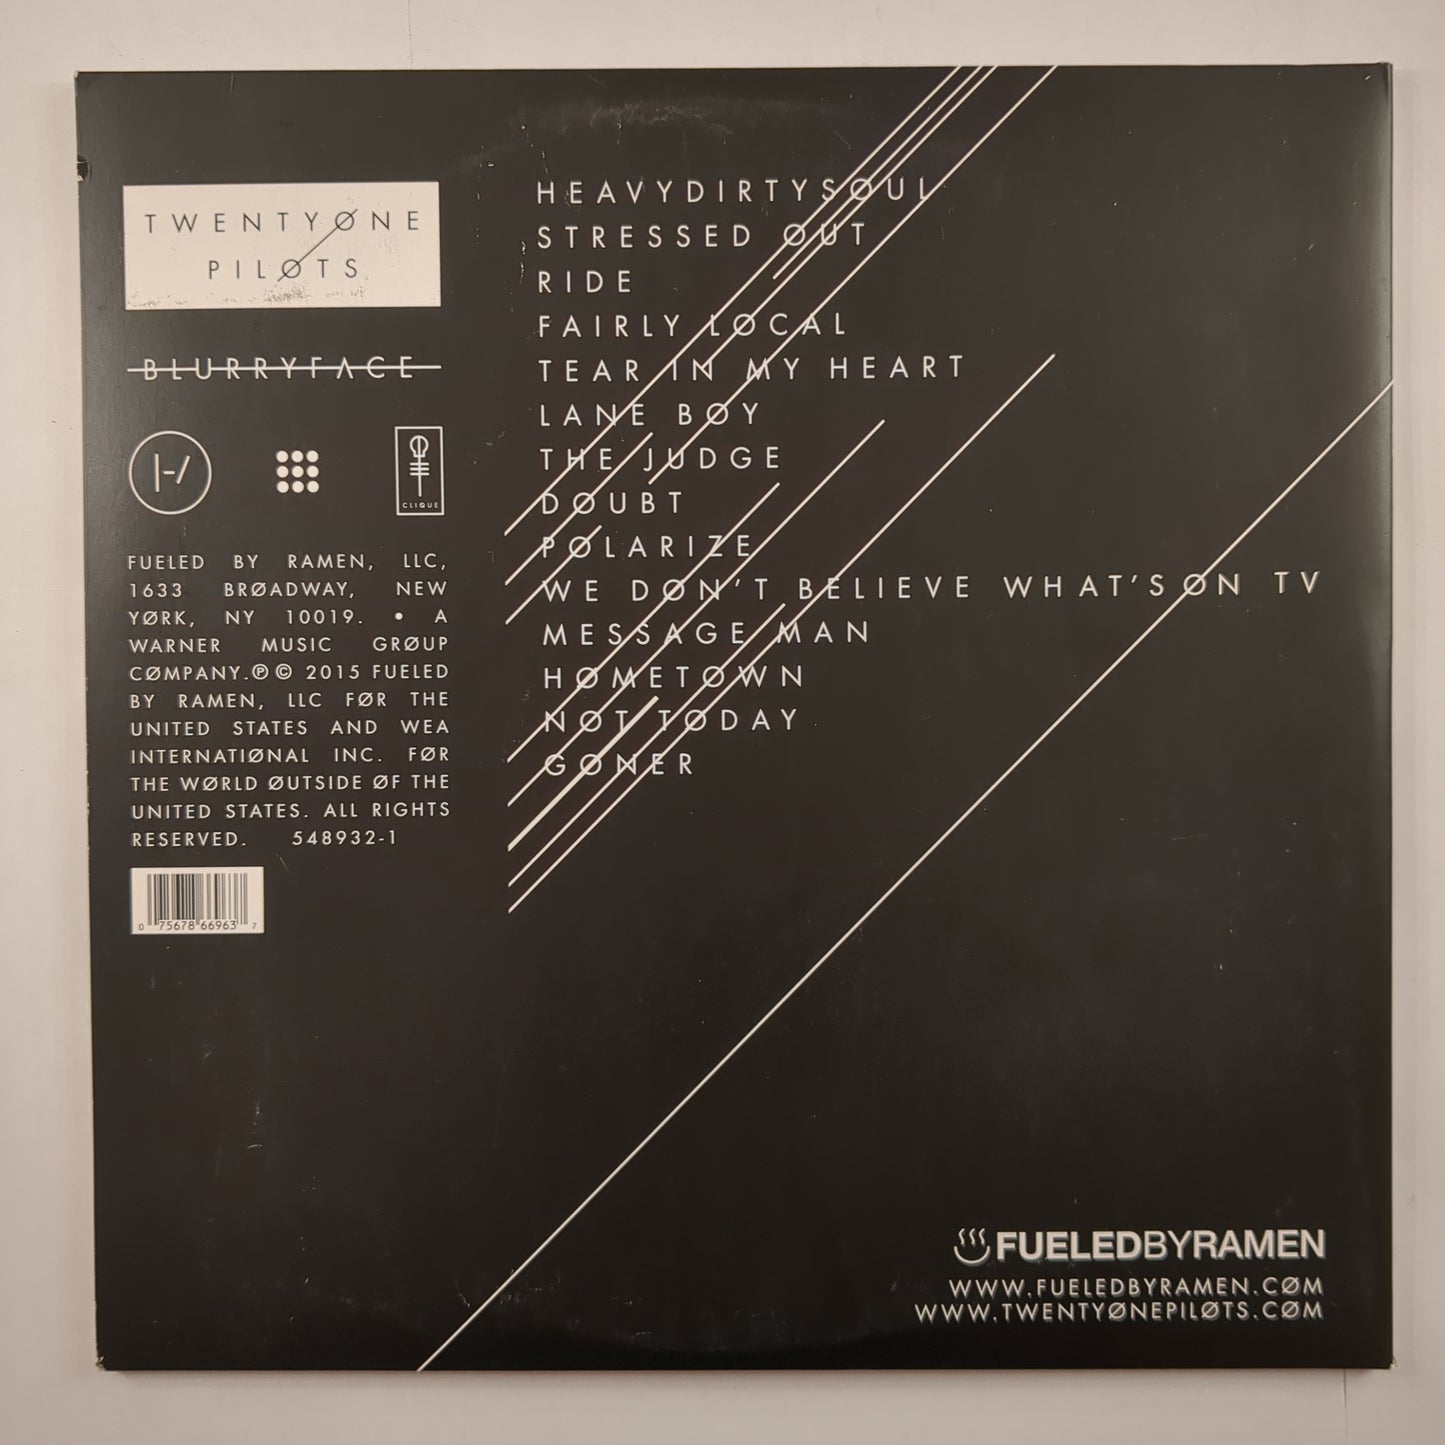 TWENTYØNE
PILØTS
BLURRYFACE
CLIQUE
FUELED BY RAMEN, LLC,
1633 BRØADWAY, NEW
YØRK, NY 10019. • A
WARNER MUSIC GRØUP
CØMPANY.℗© 2015 FUELED
BY RAMEN, LLC FØR THE
UNITED STATES AND WEA
INTERNATIØNAL INC. FØR
THE WØRLD ØUTSIDE ØF THE
UNITED STATES. ALL RIGHTS
RESERVED. 548932-1
0 75678 66963 7
HEAVYDIRTYSOUL
STRESSED OUT
RIDE
FAIRLY LOCAL
TEAR IN MY HEART
LANE BOY
THE JUDGE
DOUBT
POLARIZE
WE DON'T BELIEVE WHAT'S ON TV
MESSAGE MAN
HOMETOWN
NOT TODAY
GONER
FUELEDBYRAMEN
WWW.FUELEDBYRAMEN.CØM
WWW.TWENTYØNEPILØTS.CØM